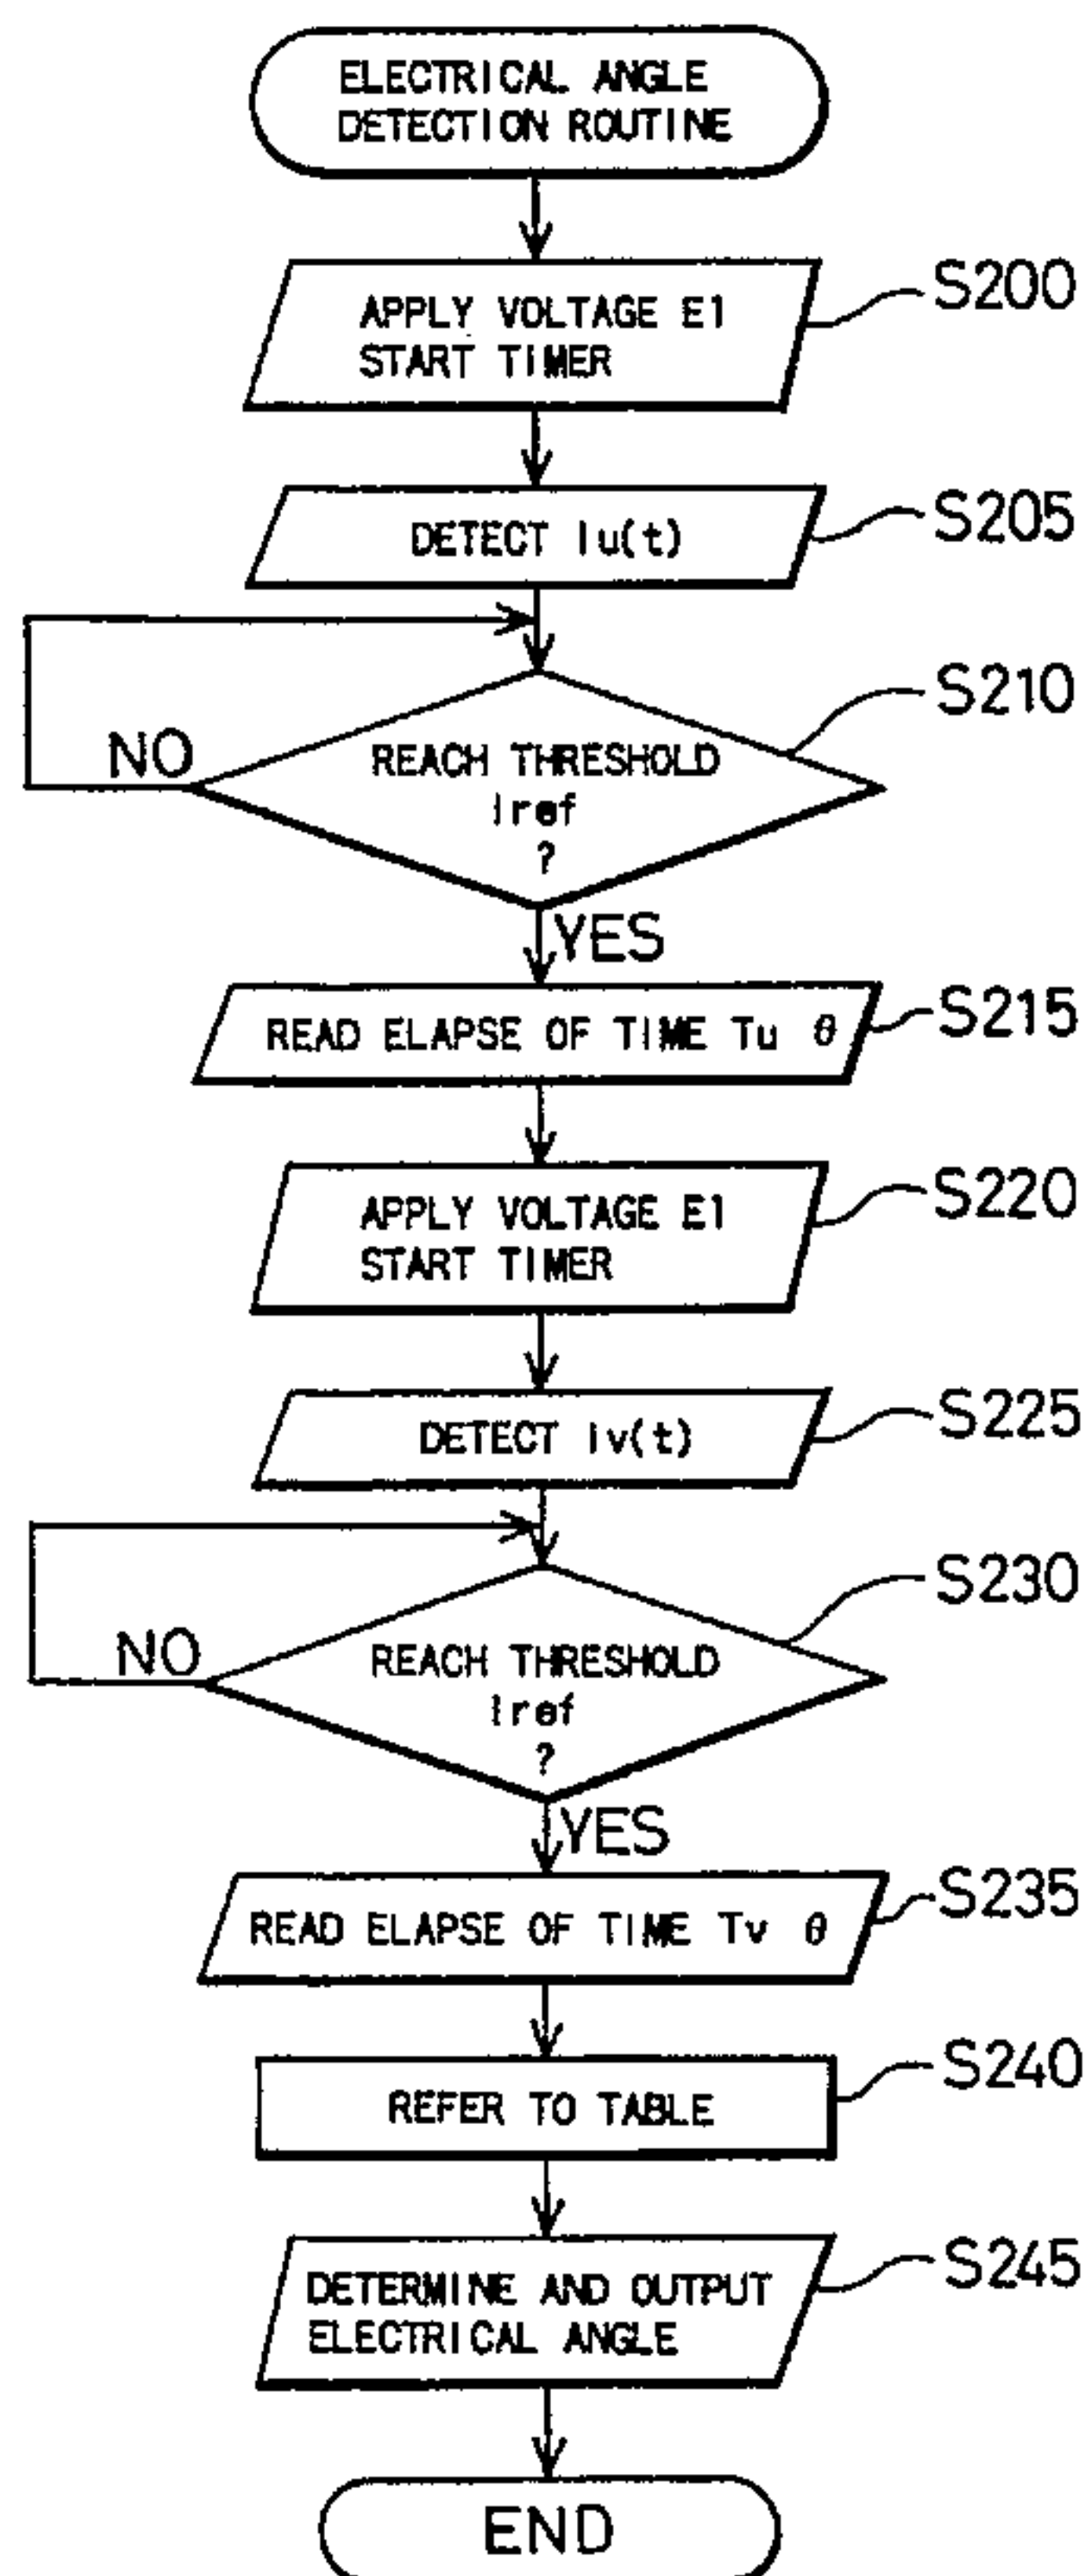 ELECTRICAL ANGLE
DETECTION ROUTINE
APPLY VOLTAGE E1
START TIMER
S200
DETECT Iu(t)
S205
REACH THRESHOLD
Iref
?
S210
NO
YES
READ ELAPSE OF TIME Tu θ
S215
APPLY VOLTAGE E1
START TIMER
S220
DETECT Iv(t)
S225
REACH THRESHOLD
Iref
?
S230
NO
YES
READ ELAPSE OF TIME Tv θ
S235
REFER TO TABLE
S240
DETERMINE AND OUTPUT
ELECTRICAL ANGLE
S245
END